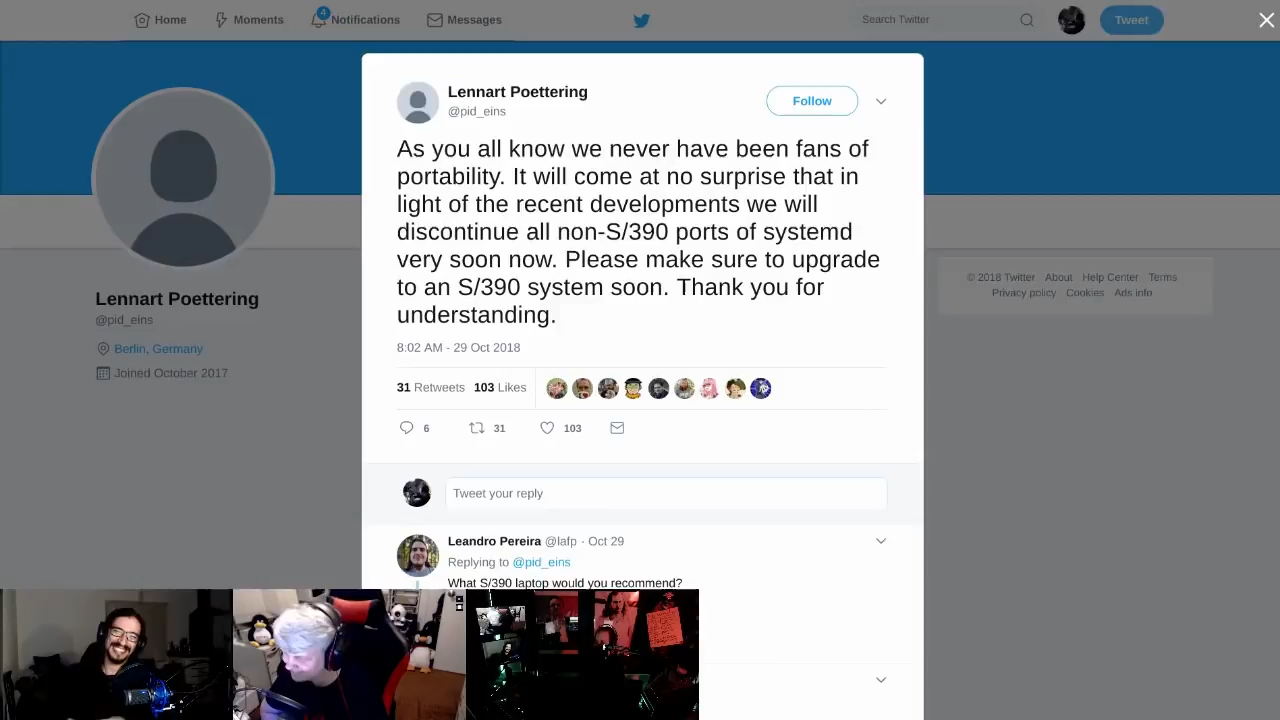 Home Moments 4 Notifications Messages Search Twitter Tweet
Lennart Poettering
@pid_eins
Follow
As you all know we never have been fans of
portability. It will come at no surprise that in
light of the recent developments we will
discontinue all non-S/390 ports of systemd
very soon now. Please make sure to upgrade
to an S/390 system soon. Thank you for
understanding.
8:02 AM - 29 Oct 2018
31 Retweets 103 Likes
6 31 103
Tweet your reply
Leandro Pereira @lafp · Oct 29
Replying to @pid_eins
What S/390 laptop would you recommend?
Lennart Poettering
@pid_eins
Berlin, Germany
Joined October 2017
© 2018 Twitter About Help Center Terms
Privacy policy Cookies Ads info